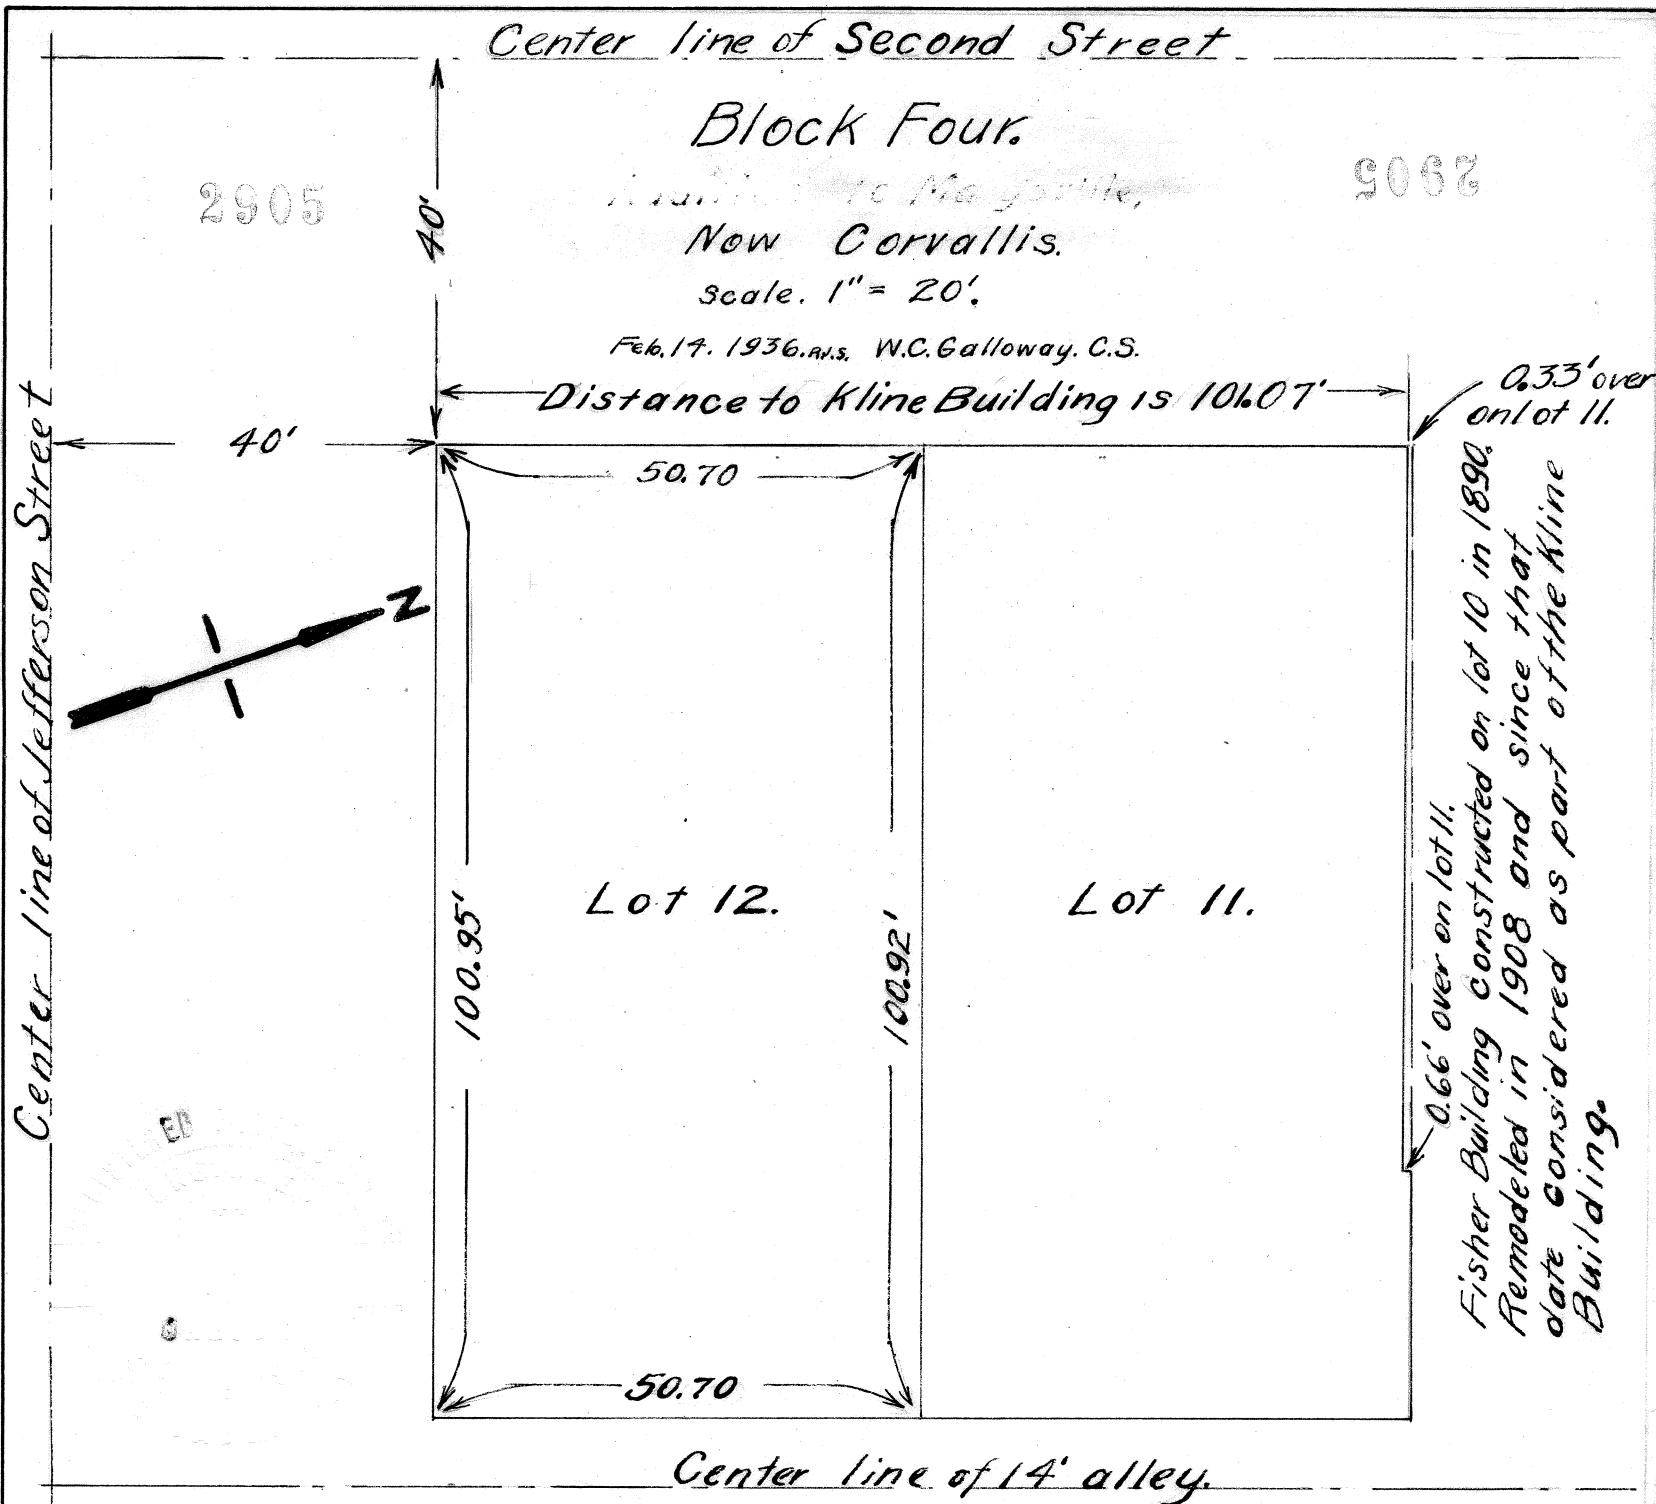 Center line of Second Street
Block Four.
2905
2905
to Marysville,
Now Corvallis.
Scale. 1" = 20'.
Feb. 14. 1936. R.J.S. W.C. Galloway. C.S.
40'
Distance to Kline Building is 101.07'
0.33' over
on lot 11.
40'
50.70
Center line of Jefferson Street
N
100.95'
Lot 12.
100.92'
Lot 11.
0.66' over on lot 11.
Fisher Building constructed on lot 10 in 1890.
Remodeled in 1908 and since that
date considered as part of the Kline
Building.
50.70
Center line of 14' alley.